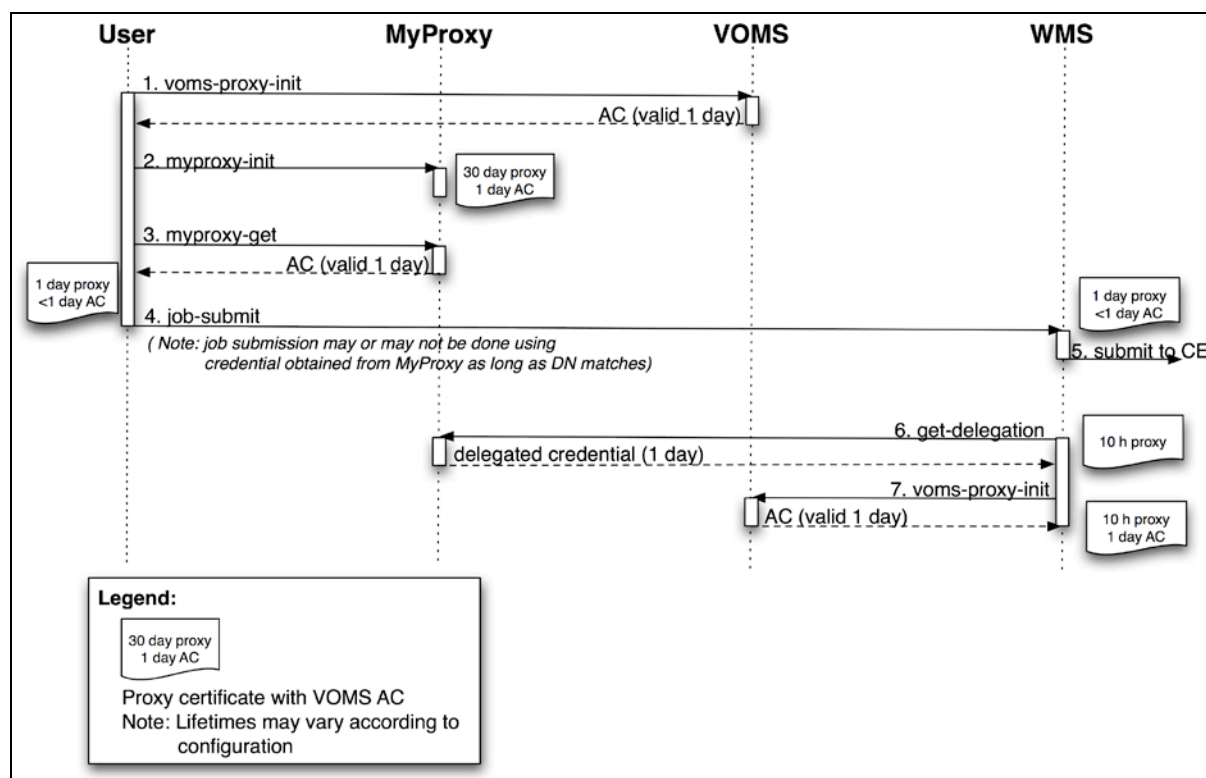 User MyProxy VOMS WMS
1. voms-proxy-init
AC (valid 1 day)
2. myproxy-init
30 day proxy
1 day AC
3. myproxy-get
AC (valid 1 day)
1 day proxy
<1 day AC
4. job-submit
1 day proxy
<1 day AC
( Note: job submission may or may not be done using
credential obtained from MyProxy as long as DN matches)
5. submit to CE
6. get-delegation
10 h proxy
delegated credential (1 day)
7. voms-proxy-init
AC (valid 1 day)
10 h proxy
1 day AC
Legend:
30 day proxy
1 day AC
Proxy certificate with VOMS AC
Note: Lifetimes may vary according to
configuration